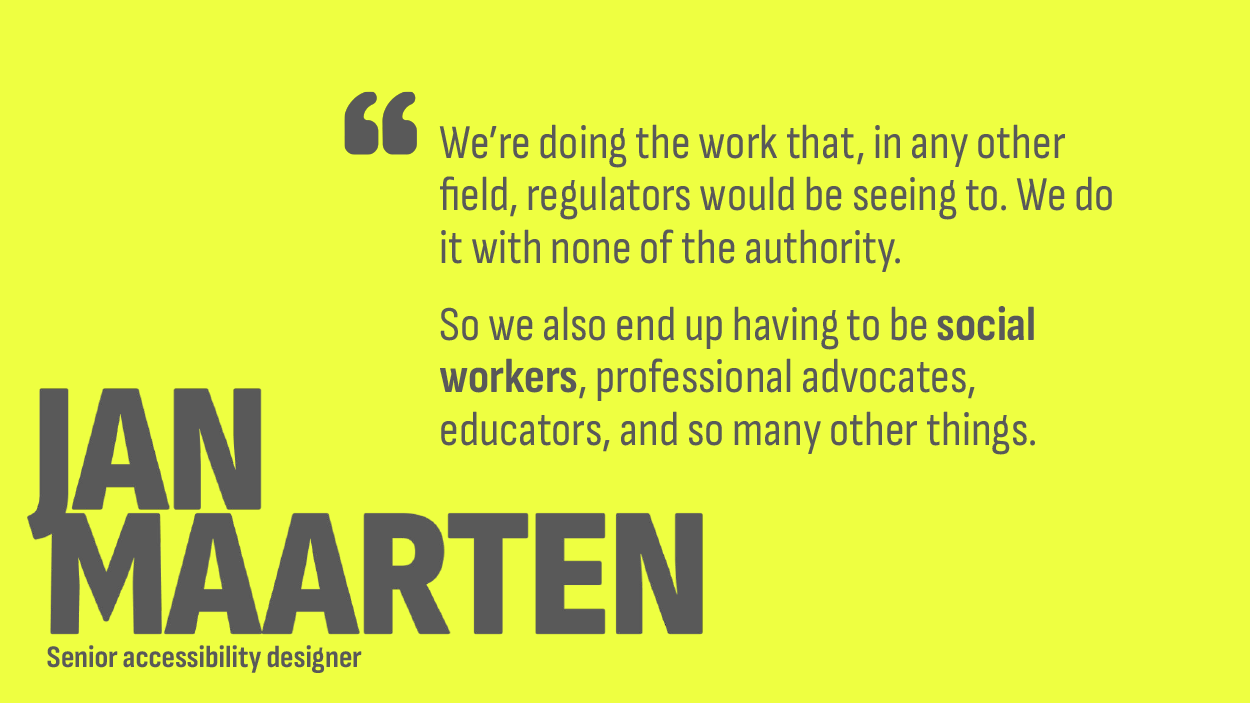 “
We’re doing the work that, in any other
field, regulators would be seeing to. We do
it with none of the authority.
So we also end up having to be social
workers, professional advocates,
educators, and so many other things.
JAN
MAARTEN
Senior accessibility designer